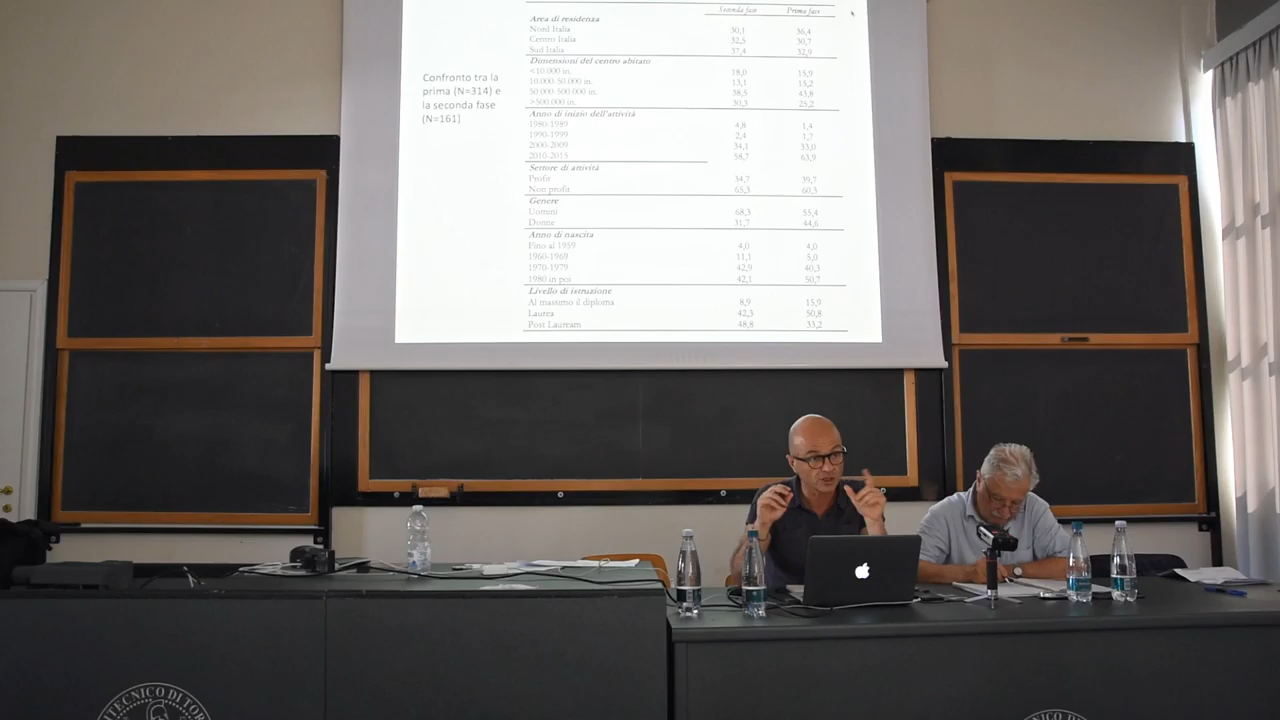 Seconda fase Prima fase
Area di residenza
Nord Italia 30,1 36,4
Centro Italia 32,5 30,7
Sud Italia 37,4 32,9
Dimensioni del centro abitato
<10.000 in. 18,0 15,9
10.000-50.000 in. 13,1 15,2
50.000-500.000 in. 38,5 43,8
>500.000 in. 30,3 25,2
Anno di inizio dell'attività
1980-1989 4,8 1,4
1990-1999 2,4 1,7
2000-2009 34,1 33,0
2010-2015 58,7 63,9
Settore di attività
Profit 34,7 39,7
Non profit 65,3 60,3
Genere
Uomini 68,3 55,4
Donne 31,7 44,6
Anno di nascita
Fino al 1959 4,0 4,0
1960-1969 11,1 5,0
1970-1979 42,9 40,3
1980 in poi 42,1 50,7
Livello di istruzione
Al massimo il diploma 8,9 15,9
Laurea 42,3 50,8
Post Lauream 48,8 33,2
Confronto tra la
prima (N=314) e
la seconda fase
(N=161)
ITECNICO DI TOR
ICO DI